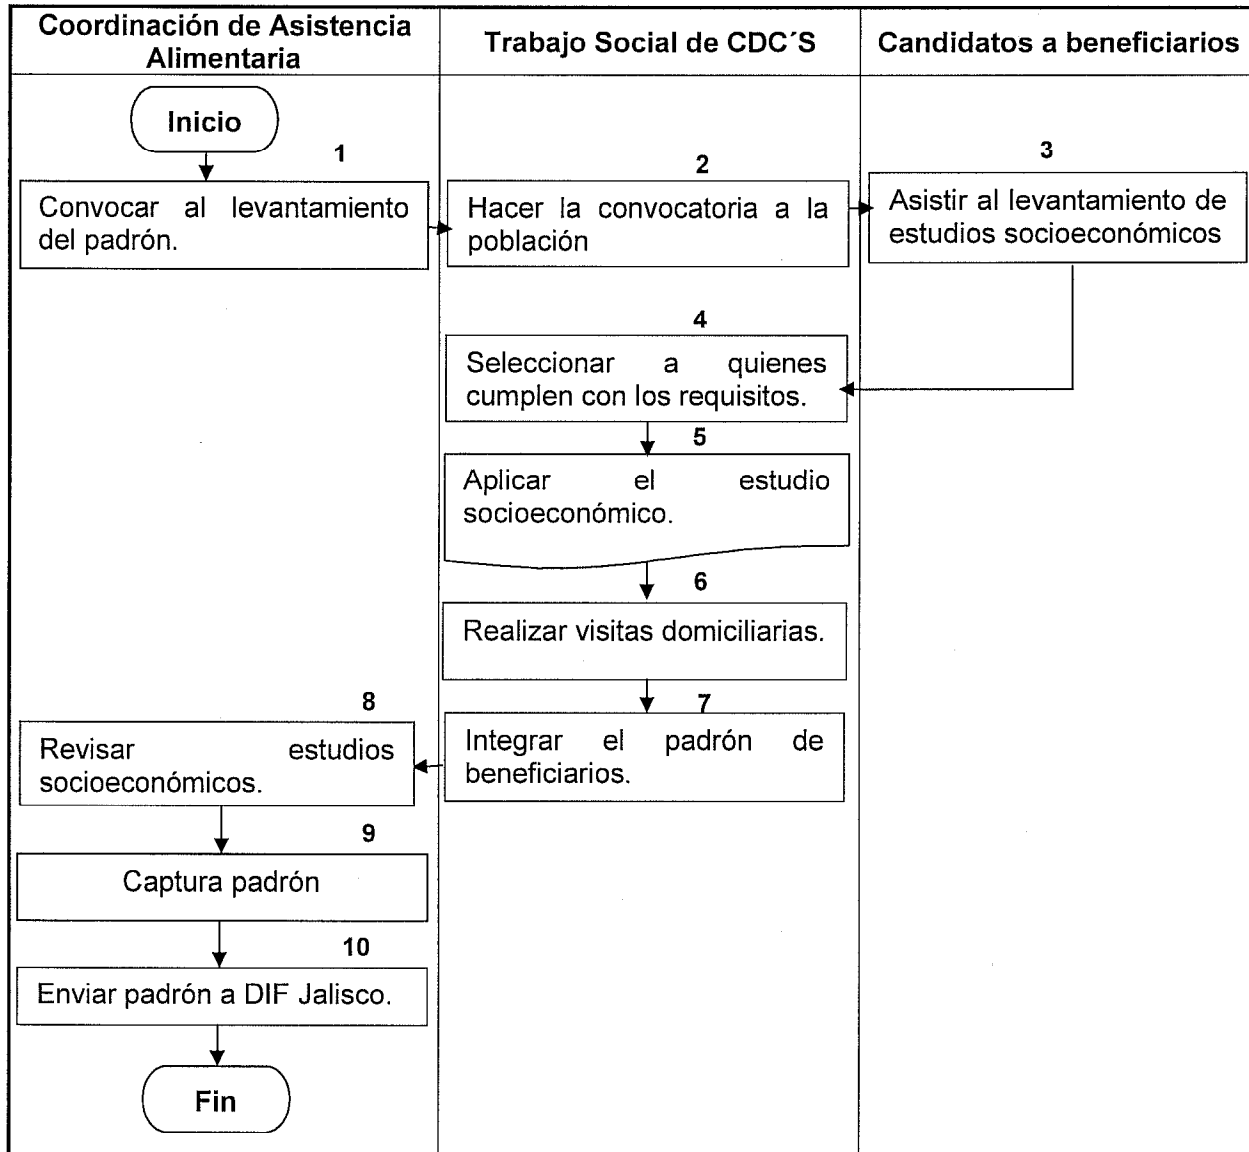 Coordinación de Asistencia
Alimentaria
Trabajo Social de CDC´S
Candidatos a beneficiarios
Inicio
1
Convocar al levantamiento
del padrón.
2
Hacer la convocatoria a la
población
3
Asistir al levantamiento de
estudios socioeconómicos
4
Seleccionar a quienes
cumplen con los requisitos.
5
Aplicar el estudio
socioeconómico.
6
Realizar visitas domiciliarias.
7
Integrar el padrón de
beneficiarios.
8
Revisar estudios
socioeconómicos.
9
Captura padrón
10
Enviar padrón a DIF Jalisco.
Fin